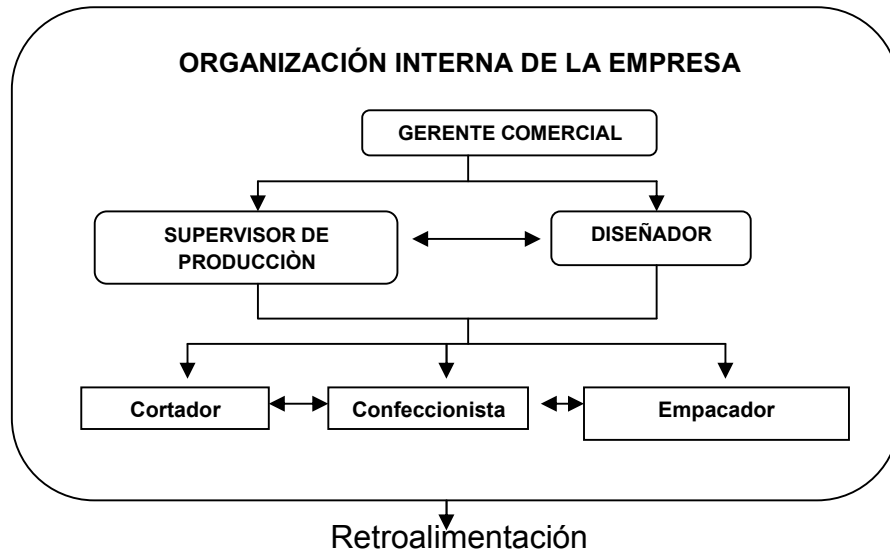 ORGANIZACIÓN INTERNA DE LA EMPRESA
GERENTE COMERCIAL
SUPERVISOR DE
PRODUCCIÒN
DISEÑADOR
Cortador
Confeccionista
Empacador
Retroalimentación